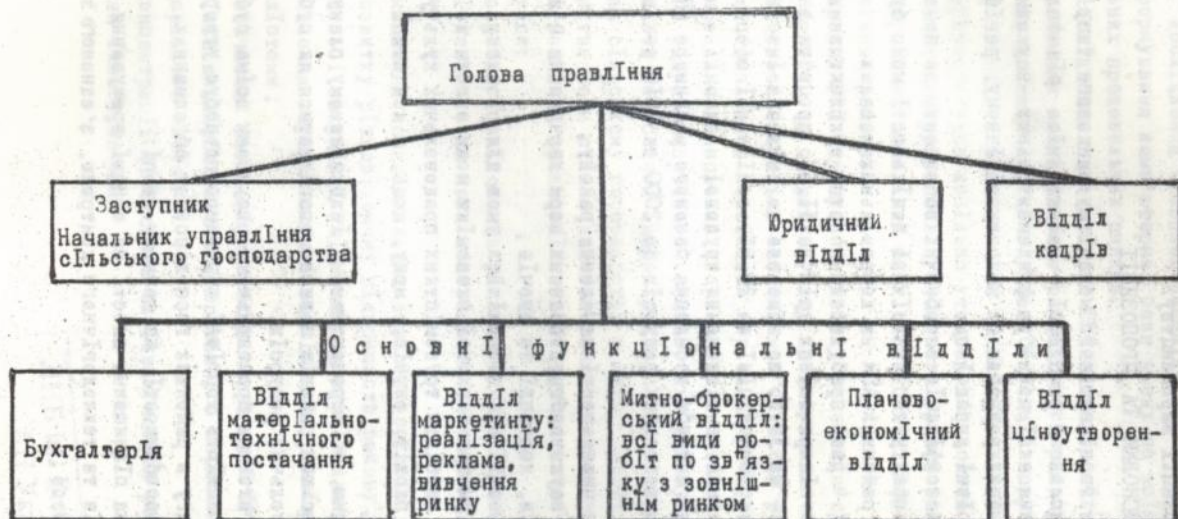 Голова правлІння
Заступник
Начальник управлІння
сІльського господарства
Юридичний
вІддІл
ВІддІл
кадрІв
ОсновнІ функцІональнІ вІддІли
БухгалтерІя
ВІддІл
матерІально-
технІчного
постачання
ВІддІл
маркетингу:
реалІзація,
реклама,
вивчення
ринку
Митно-брокер-
ський вІддІл:
всІ види ро-
бІт по зв"яз-
ку з зовнІш-
нІм ринком
Планово-
економІчний
вІддІл
ВІддІл
цІноутворен-
ня